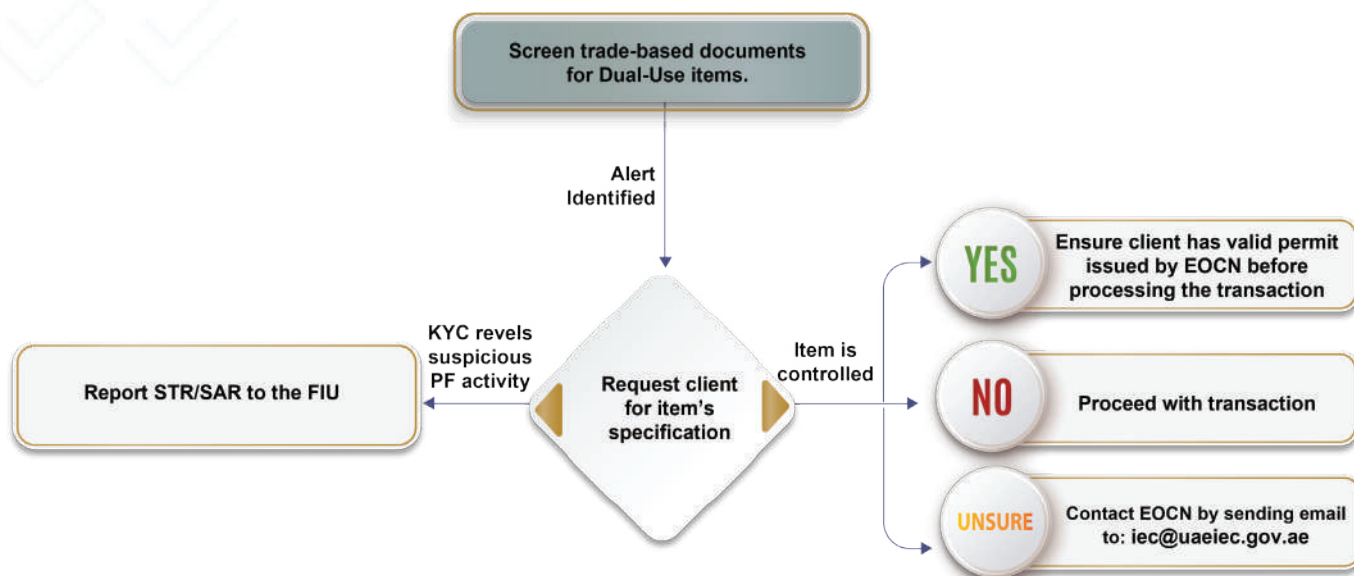 Screen trade-based documents
for Dual-Use items.
Alert
Identified
KYC revels
suspicious
PF activity
Report STR/SAR to the FIU
Request client
for item's
specification
Item is
controlled
YES
Ensure client has valid permit
issued by EOCN before
processing the transaction
NO
Proceed with transaction
UNSURE
Contact EOCN by sending email
to: iec@uaeiec.gov.ae